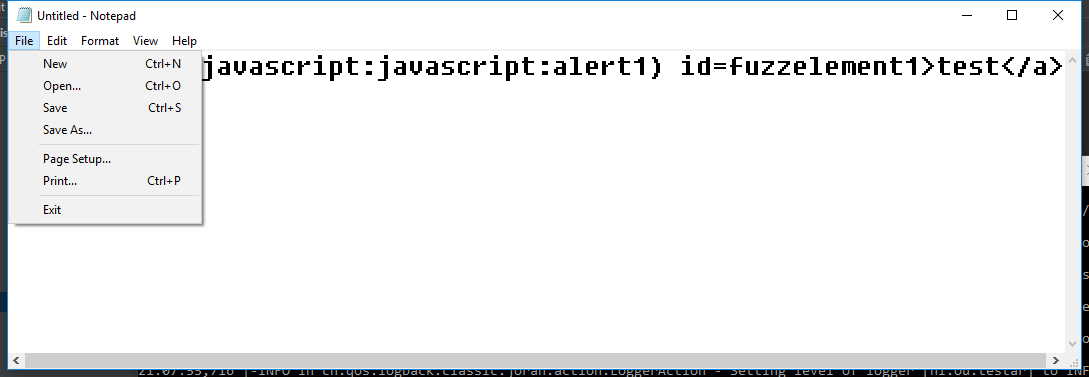 Untitled - Notepad
File Edit Format View Help
javascript:javascript:alert1) id=fuzzelement1>test</a>
New Ctrl+N
Open... Ctrl+O
Save Ctrl+S
Save As...
Page Setup...
Print... Ctrl+P
Exit
21:07:55,716 |-INFO in ch.qos.logback.classic.joran.action.LoggerAction - Setting level of logger [nl.ou.testar] to INF